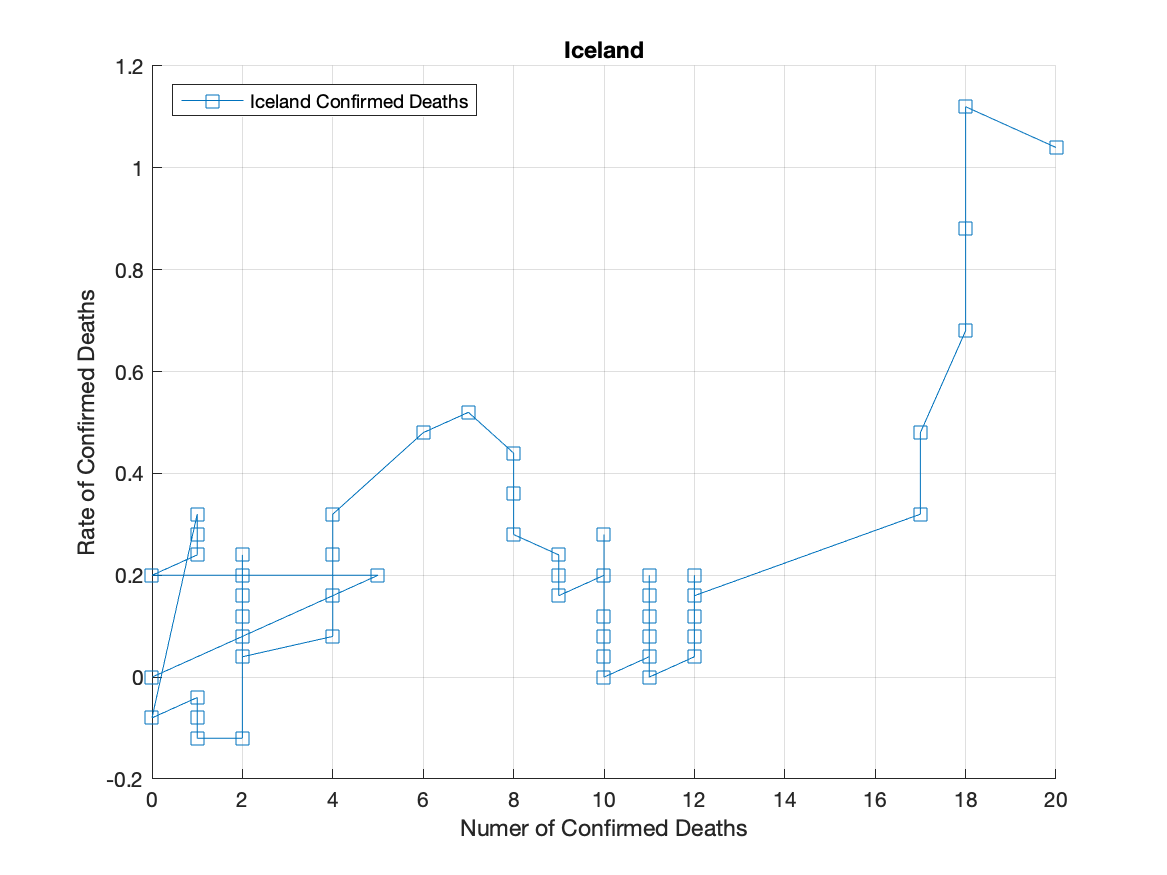 Iceland
Iceland Confirmed Deaths
Rate of Confirmed Deaths
1.2
1
0.8
0.6
0.4
0.2
0
-0.2
0 2 4 6 8 10 12 14 16 18 20
Numer of Confirmed Deaths